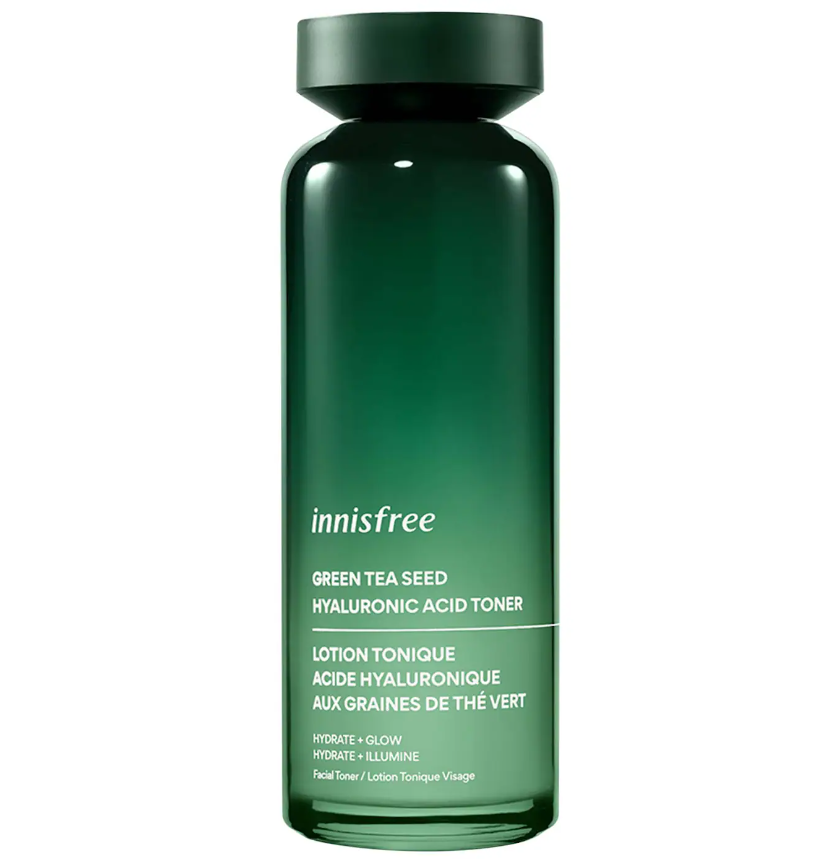 innisfree
GREEN TEA SEED
HYALURONIC ACID TONER
LOTION TONIQUE
ACIDE HYALURONIQUE
AUX GRAINES DE THÉ VERT
HYDRATE + GLOW
HYDRATE + ILLUMINE
Facial Toner / Lotion Tonique Visage